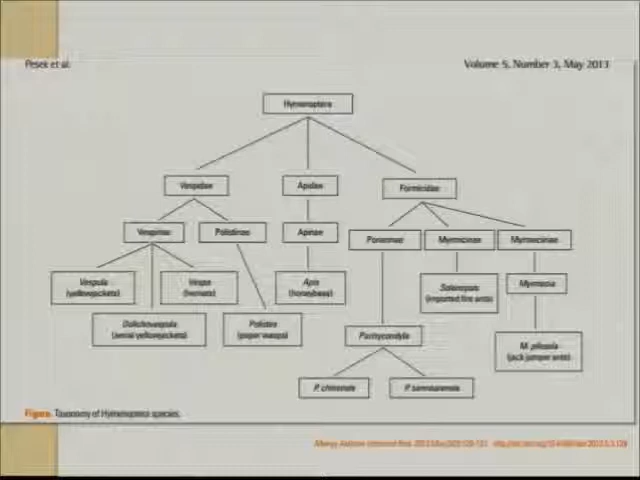 Pesek et al.
Volume 5, Number 3, May 2013
Hymenoptera
Vespidae
Apidae
Formicidae
Vespinae
Polistinae
Apinae
Ponerinae
Myrmicinae
Myrmeciinae
Vespula
(yellowjackets)
Vespa
(hornets)
Apis
(honeybees)
Solenopsis
(imported fire ants)
Myrmecia
Dolichovespula
(aerial yellowjackets)
Polistes
(paper wasps)
Pachycondyla
M. pilosula
(jack jumper ants)
P. chinensis
P. sennaarensis
Figure. Taxonomy of Hymenoptera species.